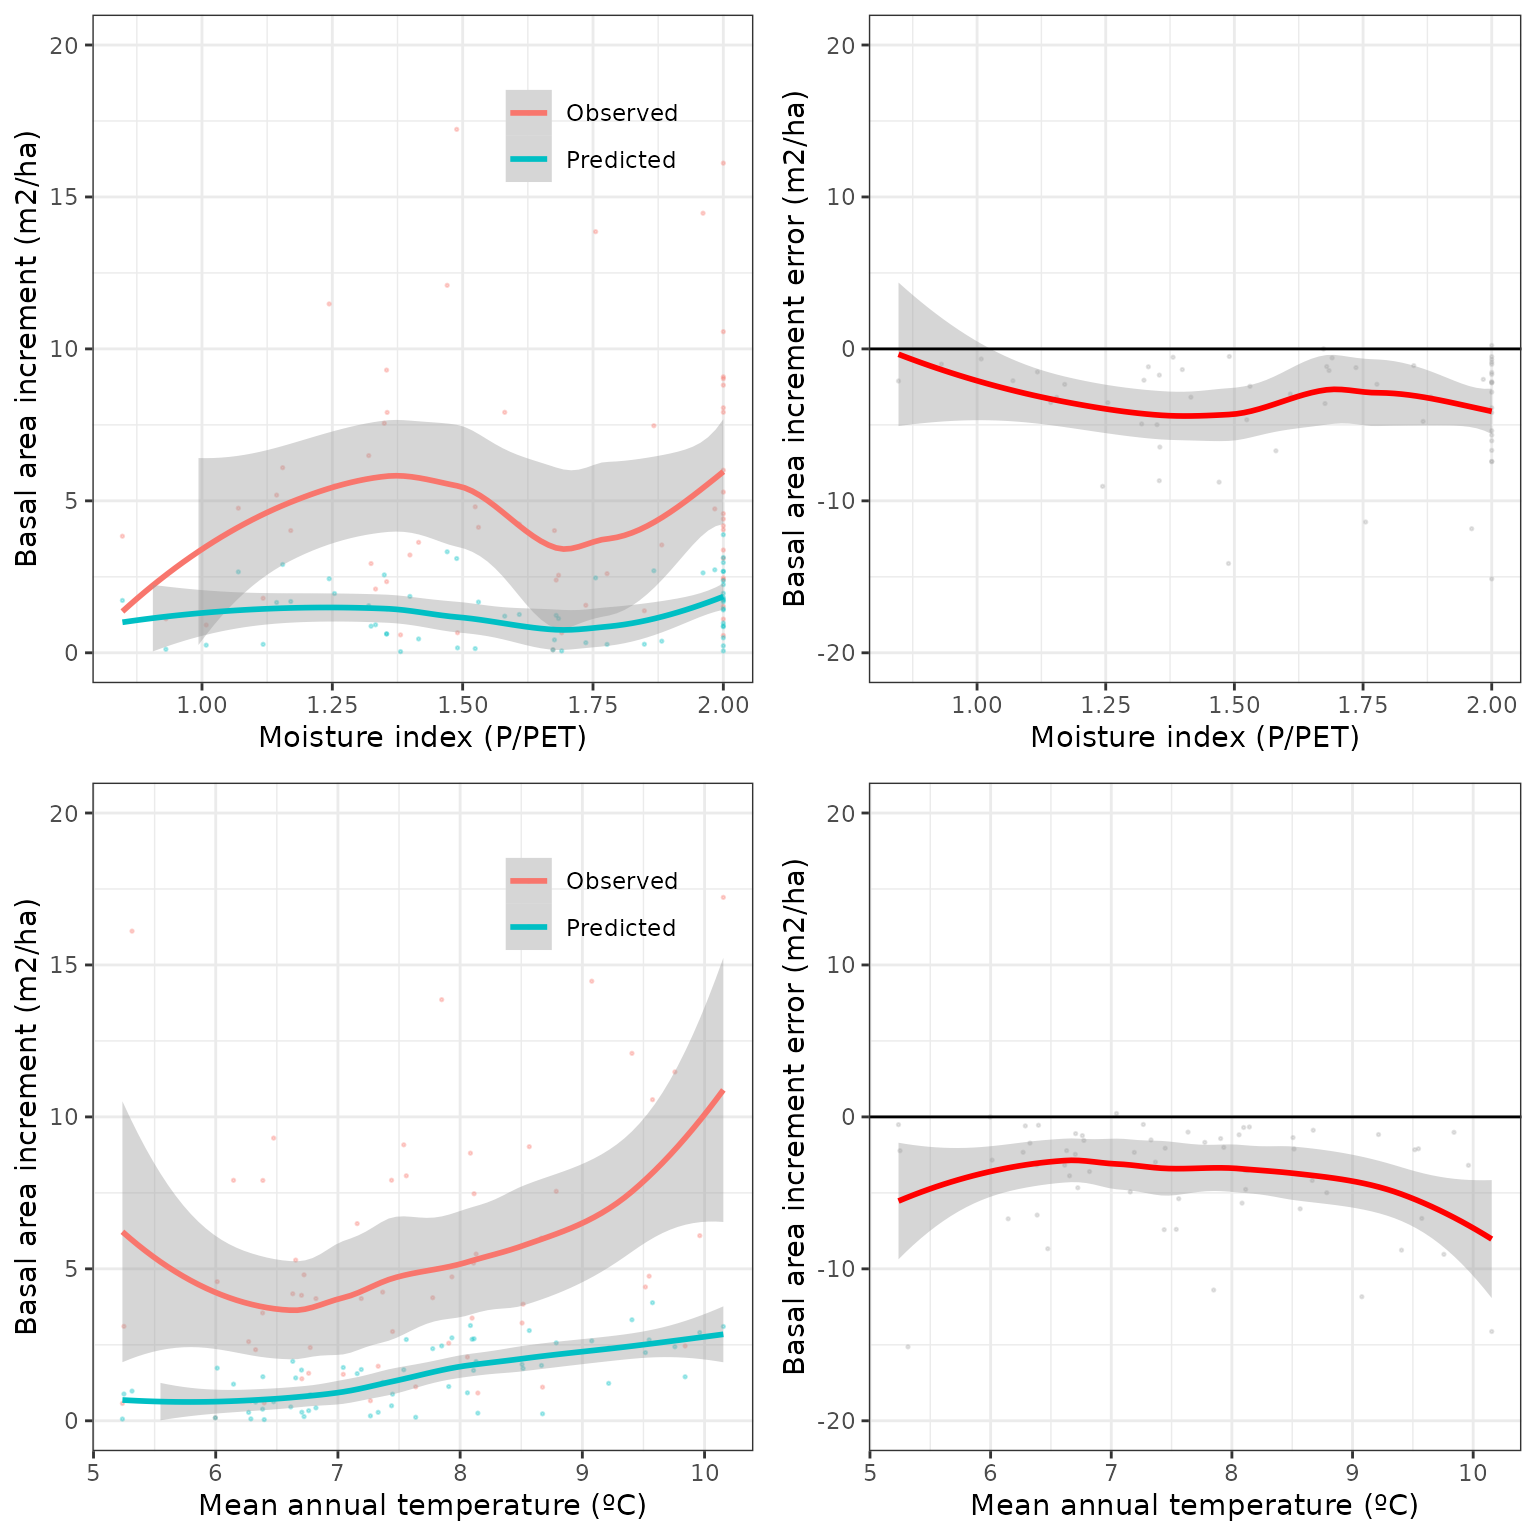 Basal area increment (m2/ha)
20
15
10
5
0
Observed
Predicted
1.00 1.25 1.50 1.75 2.00
Moisture index (P/PET)
Basal area increment error (m2/ha)
20
10
0
-10
-20
1.00 1.25 1.50 1.75 2.00
Moisture index (P/PET)
Basal area increment (m2/ha)
20
15
10
5
0
Observed
Predicted
5 6 7 8 9 10
Mean annual temperature (ºC)
Basal area increment error (m2/ha)
20
10
0
-10
-20
5 6 7 8 9 10
Mean annual temperature (ºC)